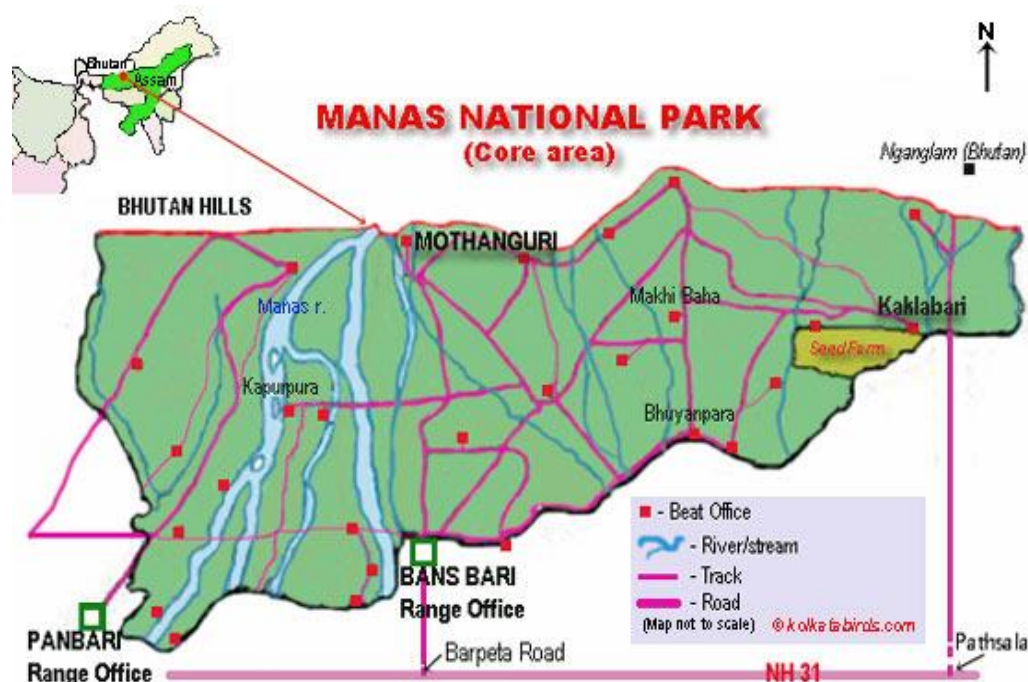 Bhutan
Assam
N
MANAS NATIONAL PARK
(Core area)
Nganglam (Bhutan)
BHUTAN HILLS
MOTHANGURI
Manas r.
Makhi Baha
Kaklabari
Seed Farm
Kapurpura
Bhuyanpara
- Beat Office
- River/stream
- Track
- Road
(Map not to scale) © kolkatabirds.com
BANS BARI
Range Office
PANBARI
Range Office
Barpeta Road
Pathsala
NH 31